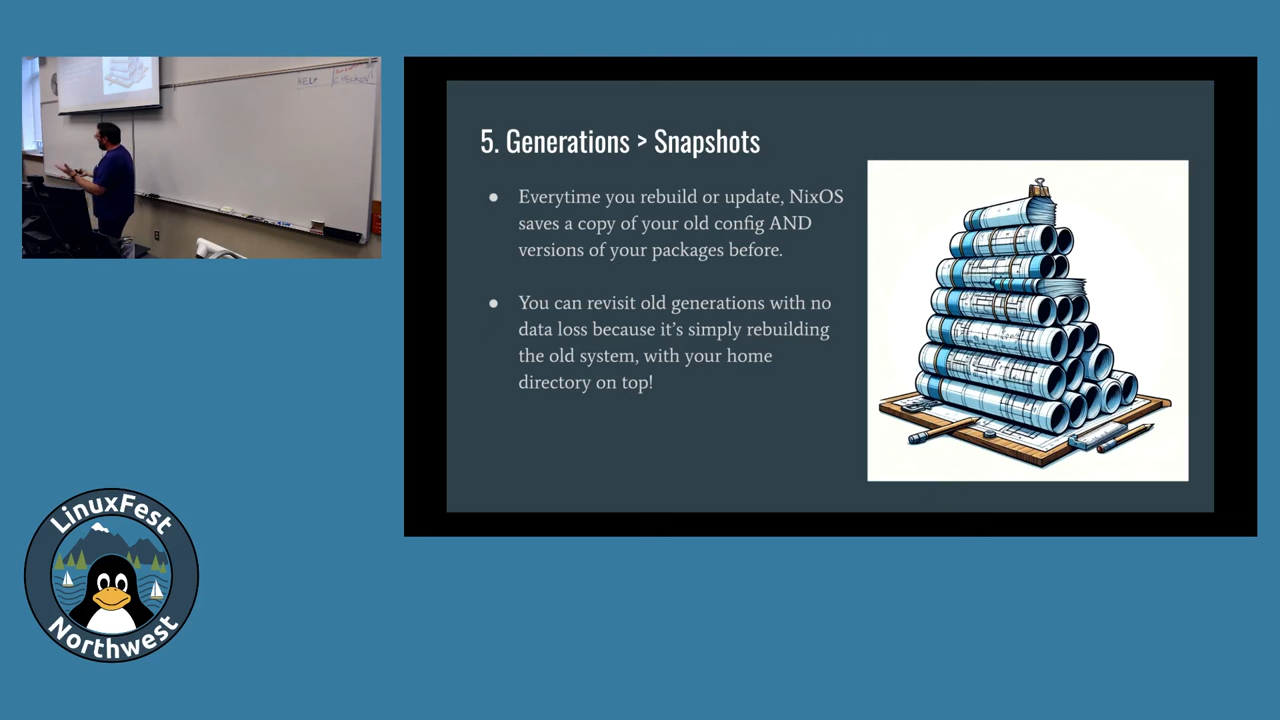 HELP
5. Generations > Snapshots
● Everytime you rebuild or update, NixOS
saves a copy of your old config AND
versions of your packages before.
● You can revisit old generations with no
data loss because it’s simply rebuilding
the old system, with your home
directory on top!
LinuxFest
Northwest